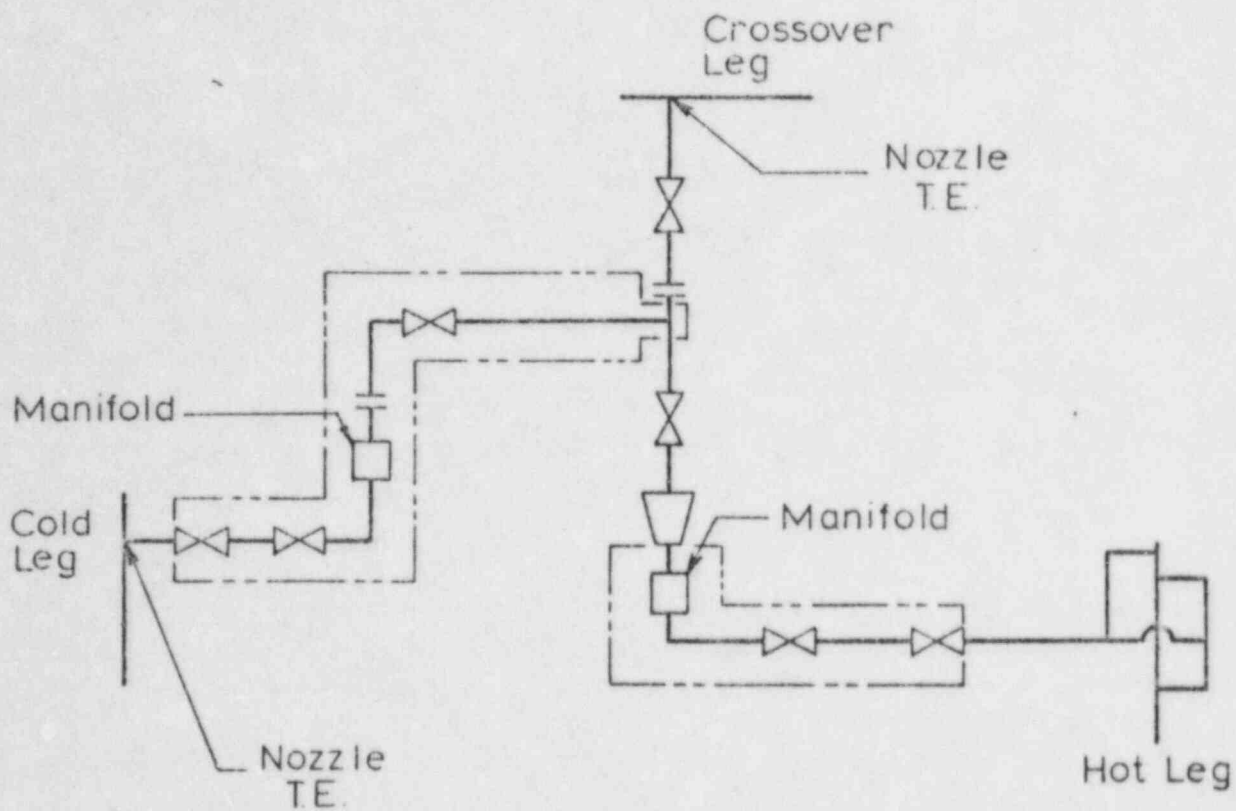 Crossover
Leg
Nozzle
T.E.
Manifold
Cold
Leg
Manifold
Nozzle
T.E.
Hot Leg